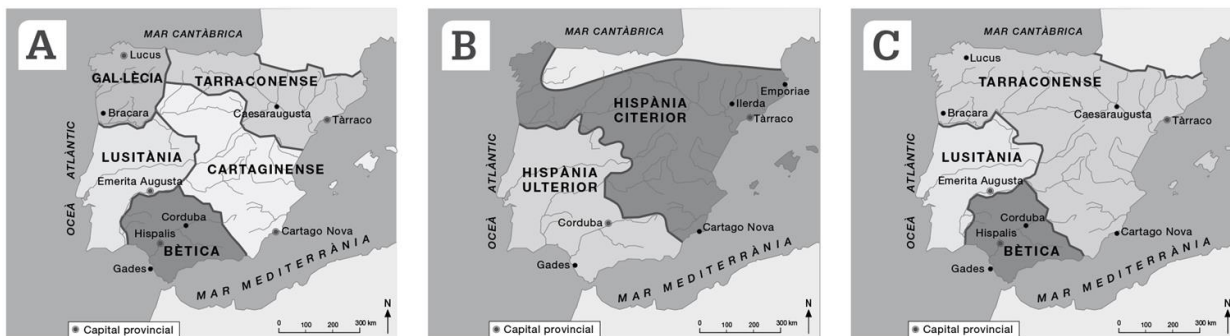 A
MAR CANTÀBRICA
Lucus
GAL·LÈCIA
TARRACONENSE
Bracara
Caesaraugusta
Tàrraco
OCEÀ ATLÀNTIC
LUSITÀNIA
CARTAGINENSE
Emerita Augusta
Corduba
Hispalis
Cartago Nova
BÈTICA
Gades
MAR MEDITERRÀNIA
N
0 100 200 300 km
Capital provincial
B
MAR CANTÀBRICA
Emporiae
HISPÀNIA
CITERIOR
Ilerda
Tàrraco
OCEÀ ATLÀNTIC
HISPÀNIA
ULTERIOR
Corduba
Cartago Nova
Gades
MAR MEDITERRÀNIA
N
0 100 200 300 km
Capital provincial
C
MAR CANTÀBRICA
Lucus
TARRACONENSE
Bracara
Caesaraugusta
Tàrraco
OCEÀ ATLÀNTIC
LUSITÀNIA
Emerita Augusta
Corduba
Hispalis
Cartago Nova
BÈTICA
Gades
MAR MEDITERRÀNIA
N
0 100 200 300 km
Capital provincial